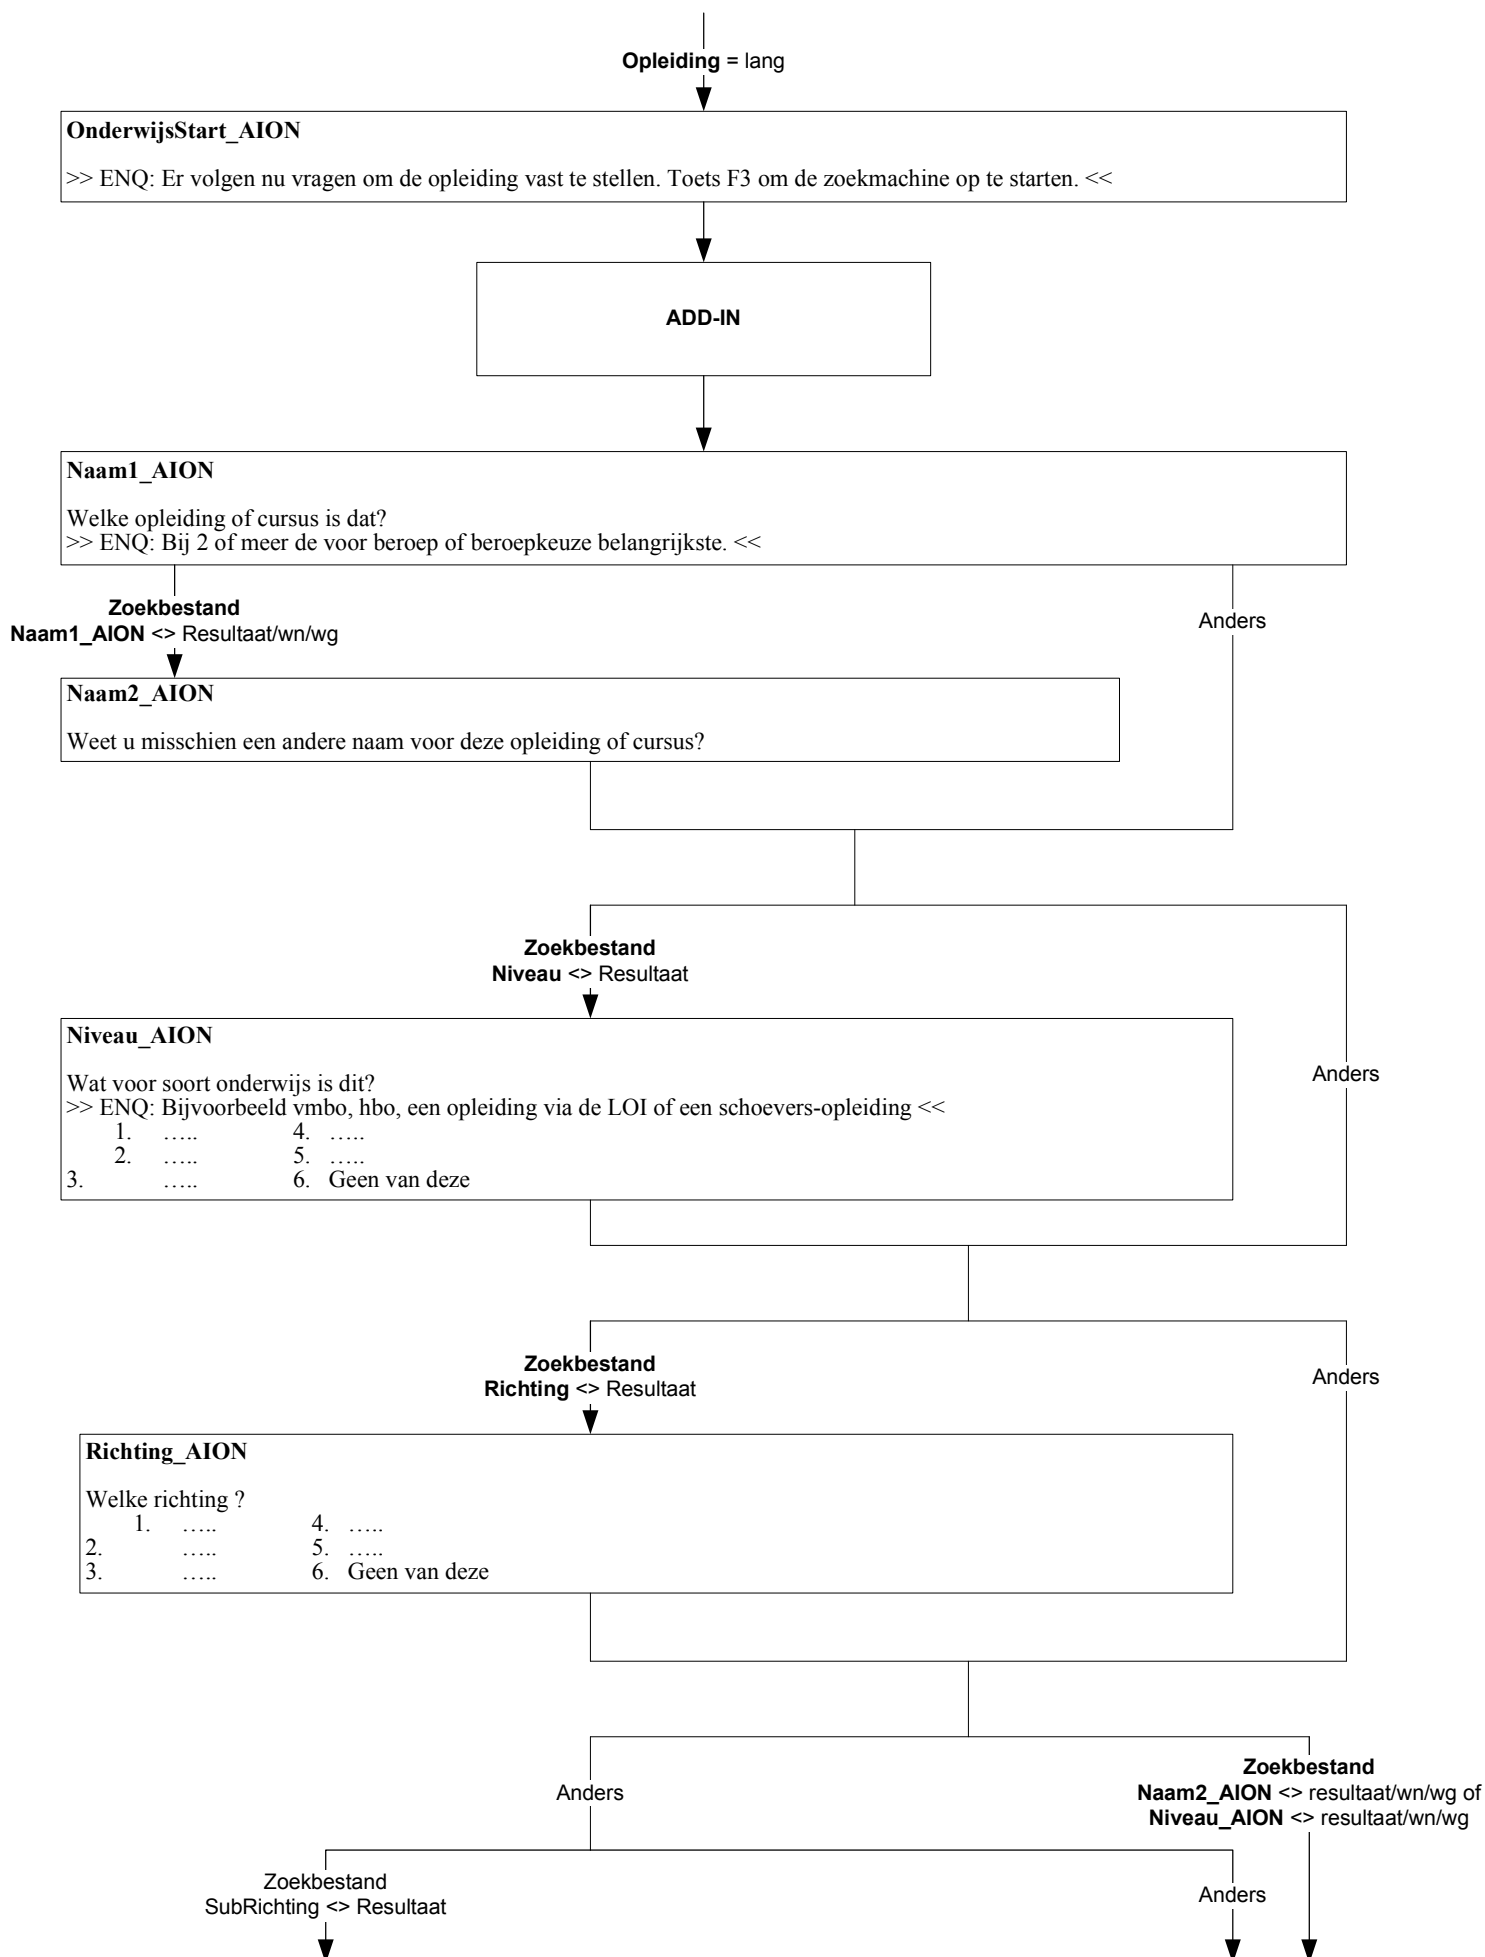 Opleiding = lang
OnderwijsStart_AION
>> ENQ: Er volgen nu vragen om de opleiding vast te stellen. Toets F3 om de zoekmachine op te starten. <<
ADD-IN
Naam1_AION
Welke opleiding of cursus is dat?
>> ENQ: Bij 2 of meer de voor beroep of beroepkeuze belangrijkste. <<
Zoekbestand
Naam1_AION <> Resultaat/wn/wg
Anders
Naam2_AION
Weet u misschien een andere naam voor deze opleiding of cursus?
Zoekbestand
Niveau <> Resultaat
Anders
Niveau_AION
Wat voor soort onderwijs is dit?
>> ENQ: Bijvoorbeeld vmbo, hbo, een opleiding via de LOI of een schoevers-opleiding <<
1. ..... 4. .....
2. ..... 5. .....
3. ..... 6. Geen van deze
Zoekbestand
Richting <> Resultaat
Anders
Richting_AION
Welke richting ?
1. ..... 4. .....
2. ..... 5. .....
3. ..... 6. Geen van deze
Anders
Zoekbestand
Naam2_AION <> resultaat/wn/wg of
Niveau_AION <> resultaat/wn/wg
Zoekbestand
SubRichting <> Resultaat
Anders